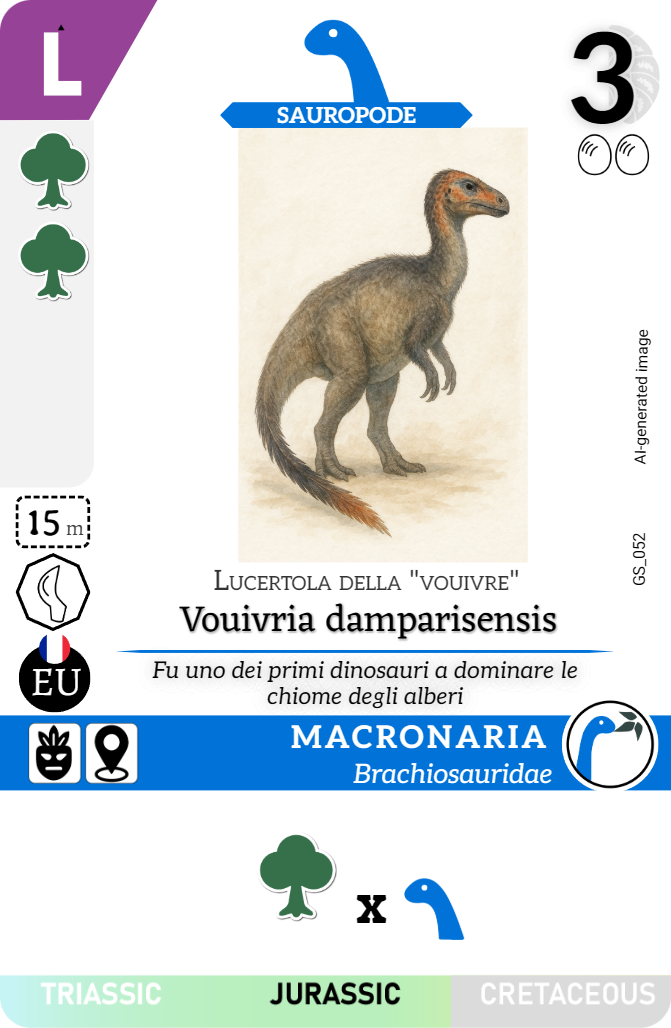 L
SAUROPODE
3
AI-generated image
GS_052
15 m
EU
Lucertola della "vouivre"
Vouivria damparisensis
Fu uno dei primi dinosauri a dominare le
chiome degli alberi
MACRONARIA
Brachiosauridae
x
TRIASSIC JURASSIC CRETACEOUS